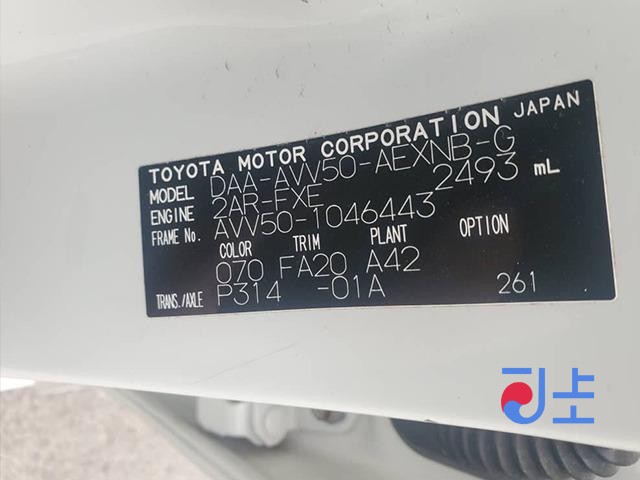 TOYOTA MOTOR CORPORATION JAPAN
MODEL DAA-AVV50-AEXNB-G
ENGINE 2AR-FXE 2493 mL
FRAME No. AVV50-1046443
COLOR TRIM PLANT OPTION
070 FA20 A42
TRANS./AXLE P314 -01A 261